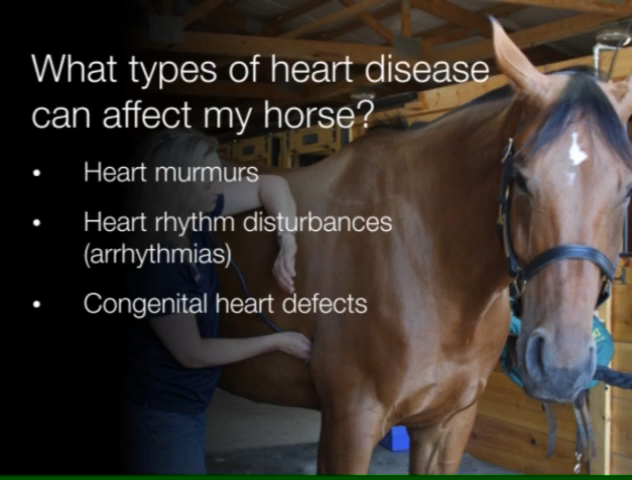 What types of heart disease
can affect my horse?
• Heart murmurs
• Heart rhythm disturbances
(arrhythmias)
• Congenital heart defects